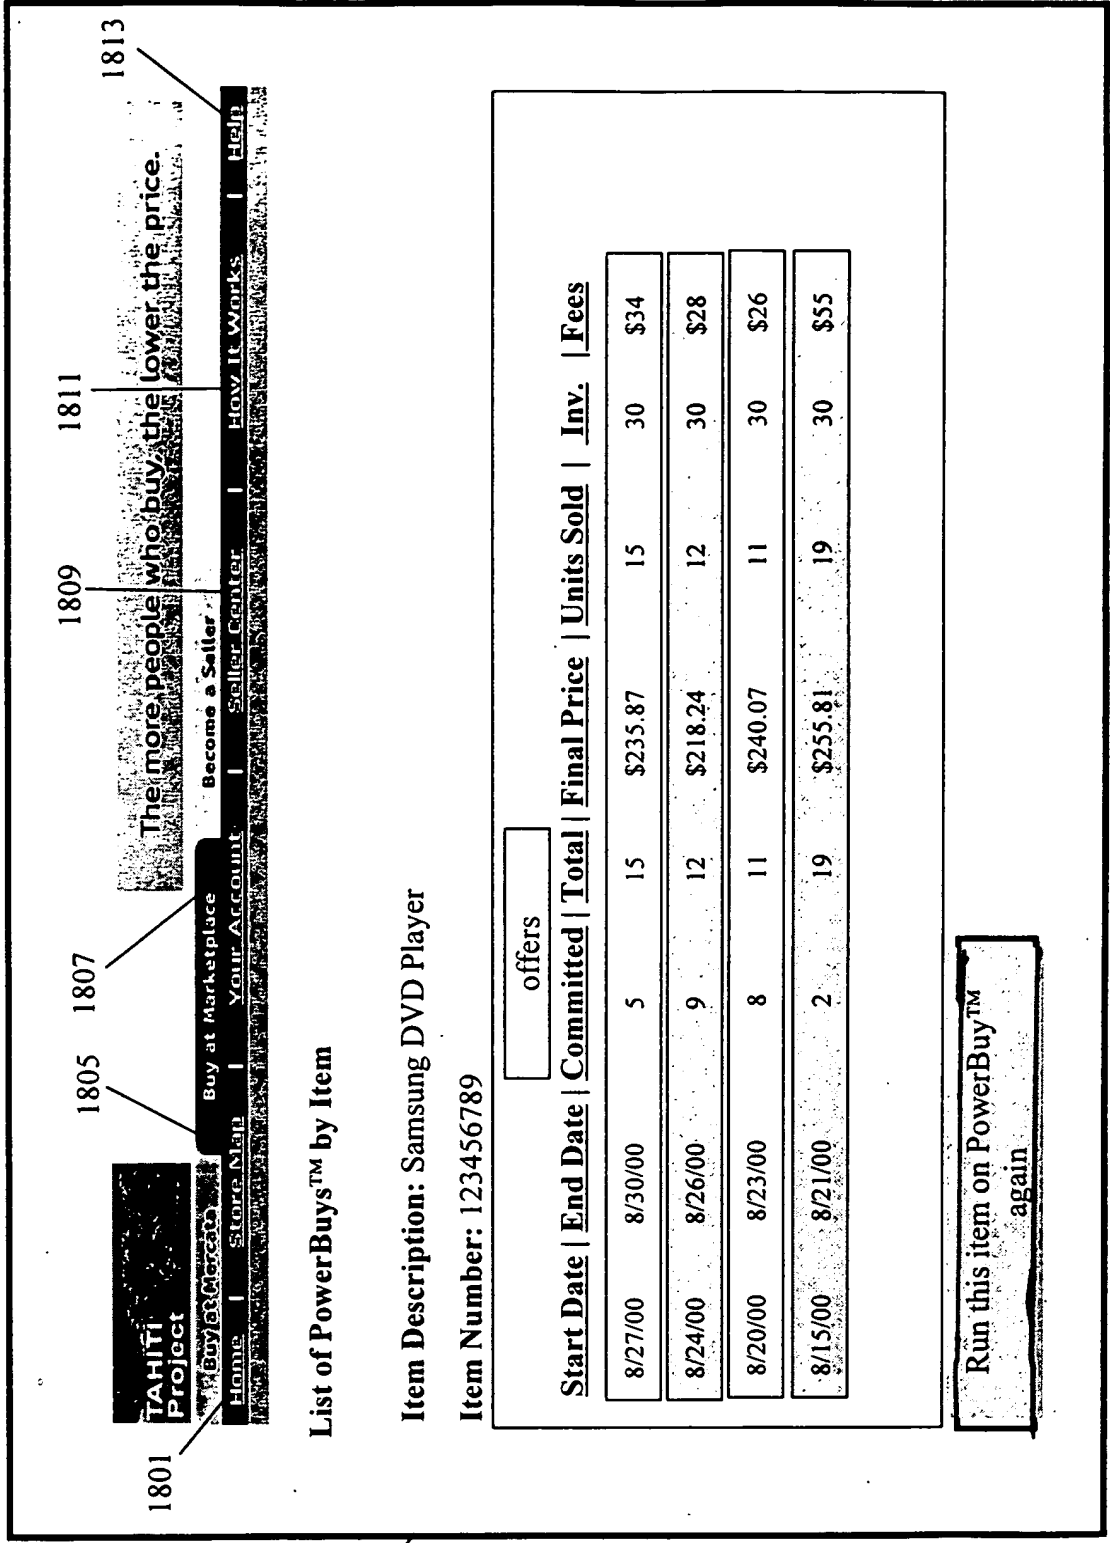 1801
1805
1807
1809
1811
1813
TAHITI
Project
The more people who buy, the lower the price.
Buy at Mercata
Buy at Marketplace
Become a Seller
Home | Store Map | Your Account | Seller Center | How It Works | Help
List of PowerBuys™ by Item
Item Description: Samsung DVD Player
Item Number: 123456789
offers
Start Date | End Date | Committed | Total | Final Price | Units Sold | Inv. | Fees
8/27/00 8/30/00 5 15 $235.87 15 30 $34
8/24/00 8/26/00 9 12 $218.24 12 30 $28
8/20/00 8/23/00 8 11 $240.07 11 30 $26
8/15/00 8/21/00 2 19 $255.81 19 30 $55
Run this item on PowerBuy™
again